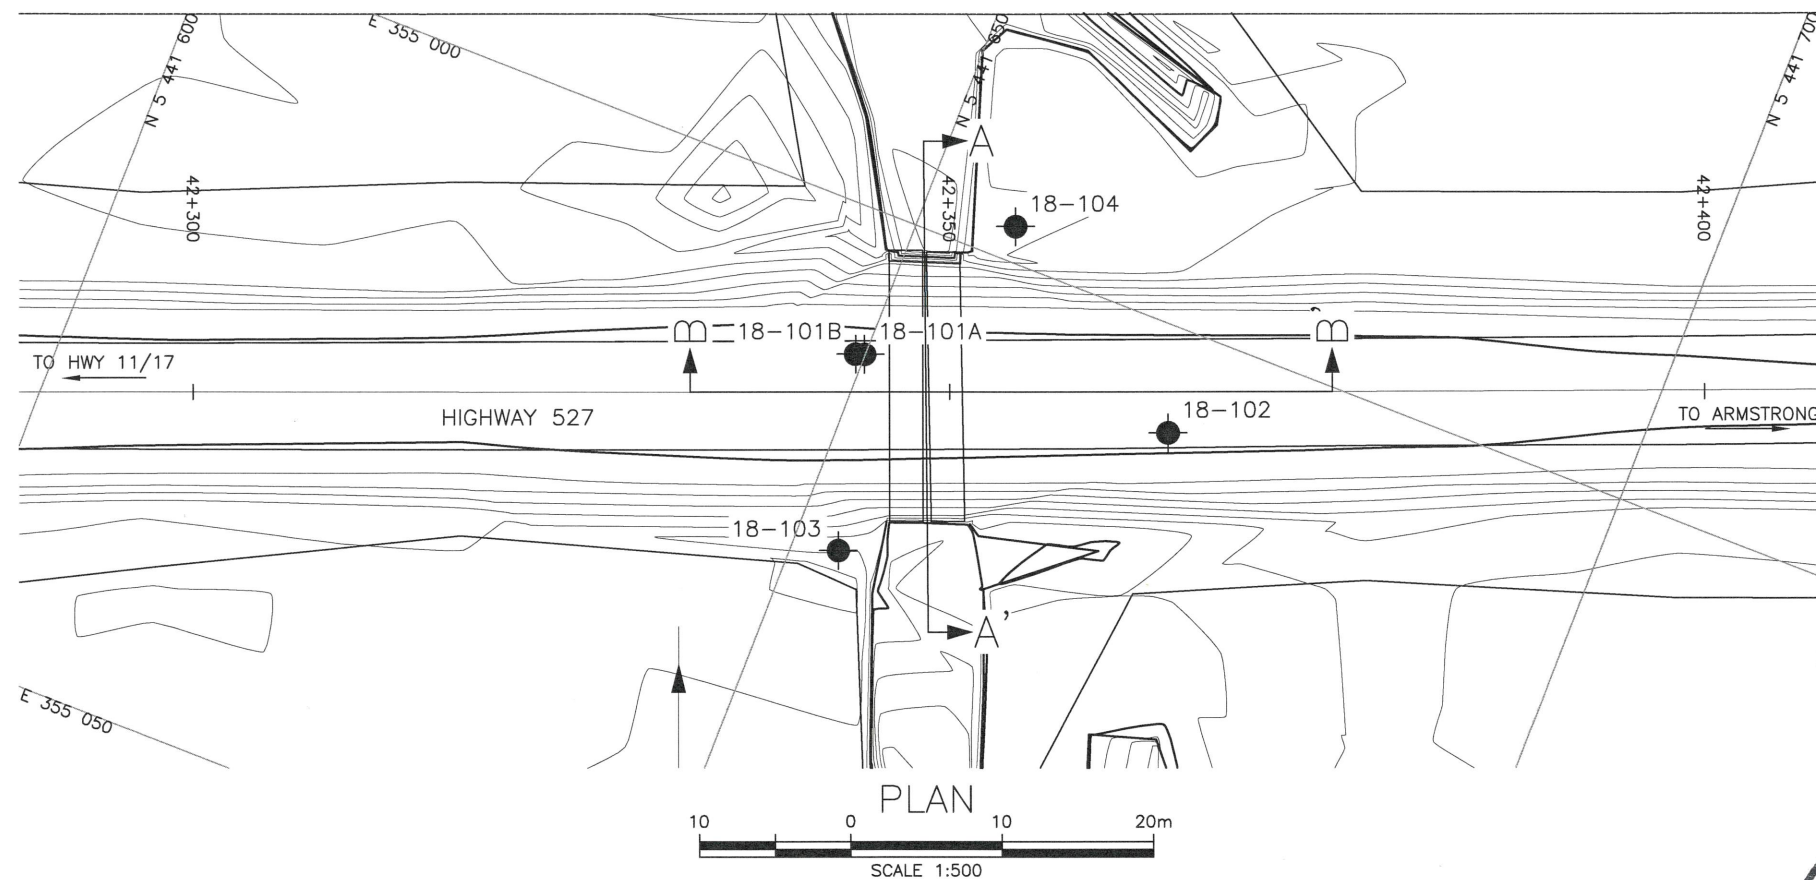 E 355 000
N 5 441 600
N 5 441 650
N 5 441 700
A
42+300
42+350
42+400
18-104
B
18-101B
18-101A
B'
TO HWY 11/17
HIGHWAY 527
18-102
TO ARMSTRONG
18-103
A'
E 355 050
PLAN
10 0 10 20m
SCALE 1:500